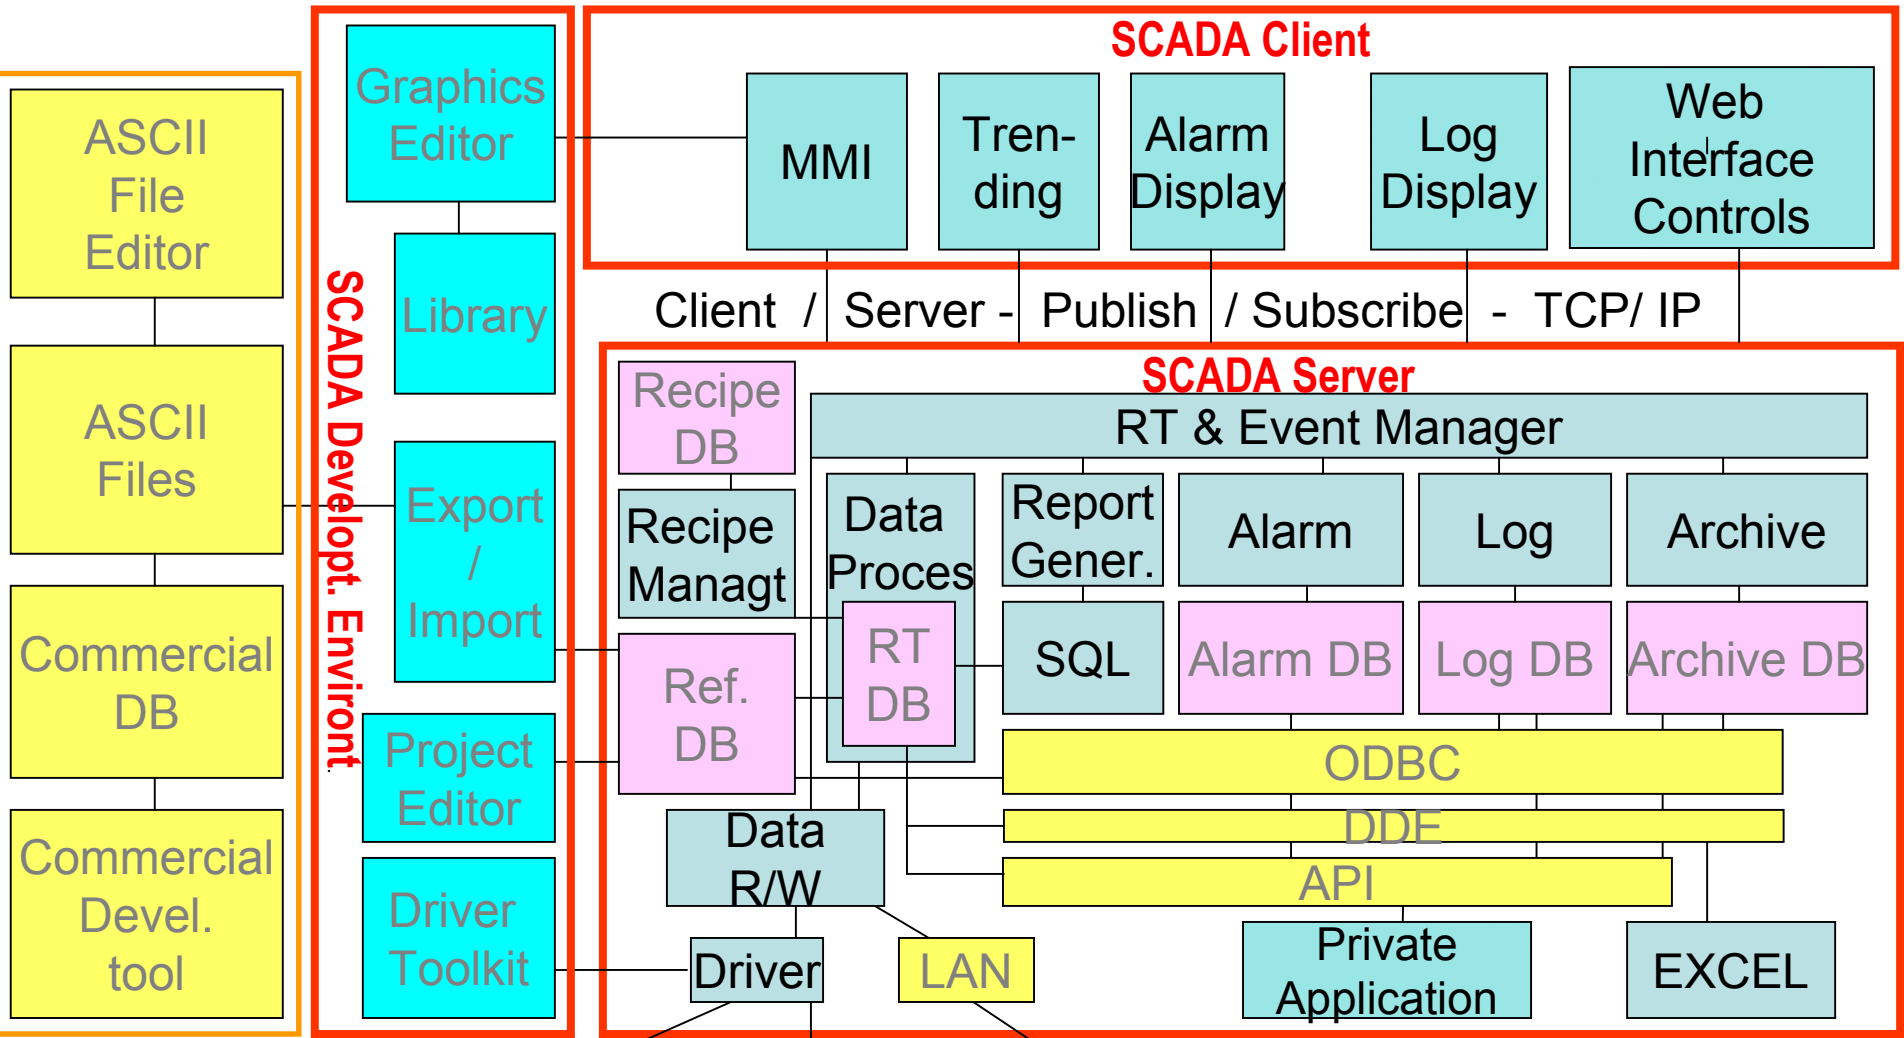 ASCII
File
Editor
ASCII
Files
Commercial
DB
Commercial
Devel.
tool
SCADA Developt. Environt.
Graphics
Editor
Library
Export
/
Import
Project
Editor
Driver
Toolkit
SCADA Client
MMI
Tren-
ding
Alarm
Display
Log
Display
Web
Interface
Controls
Client / Server - Publish / Subscribe - TCP/ IP
SCADA Server
Recipe
DB
RT & Event Manager
Recipe
Managt
Data
Proces
RT
DB
Report
Gener.
SQL
Alarm
Log
Archive
Alarm DB
Log DB
Archive DB
Ref.
DB
ODBC
DDE
API
Data
R/W
Driver
LAN
Private
Application
EXCEL